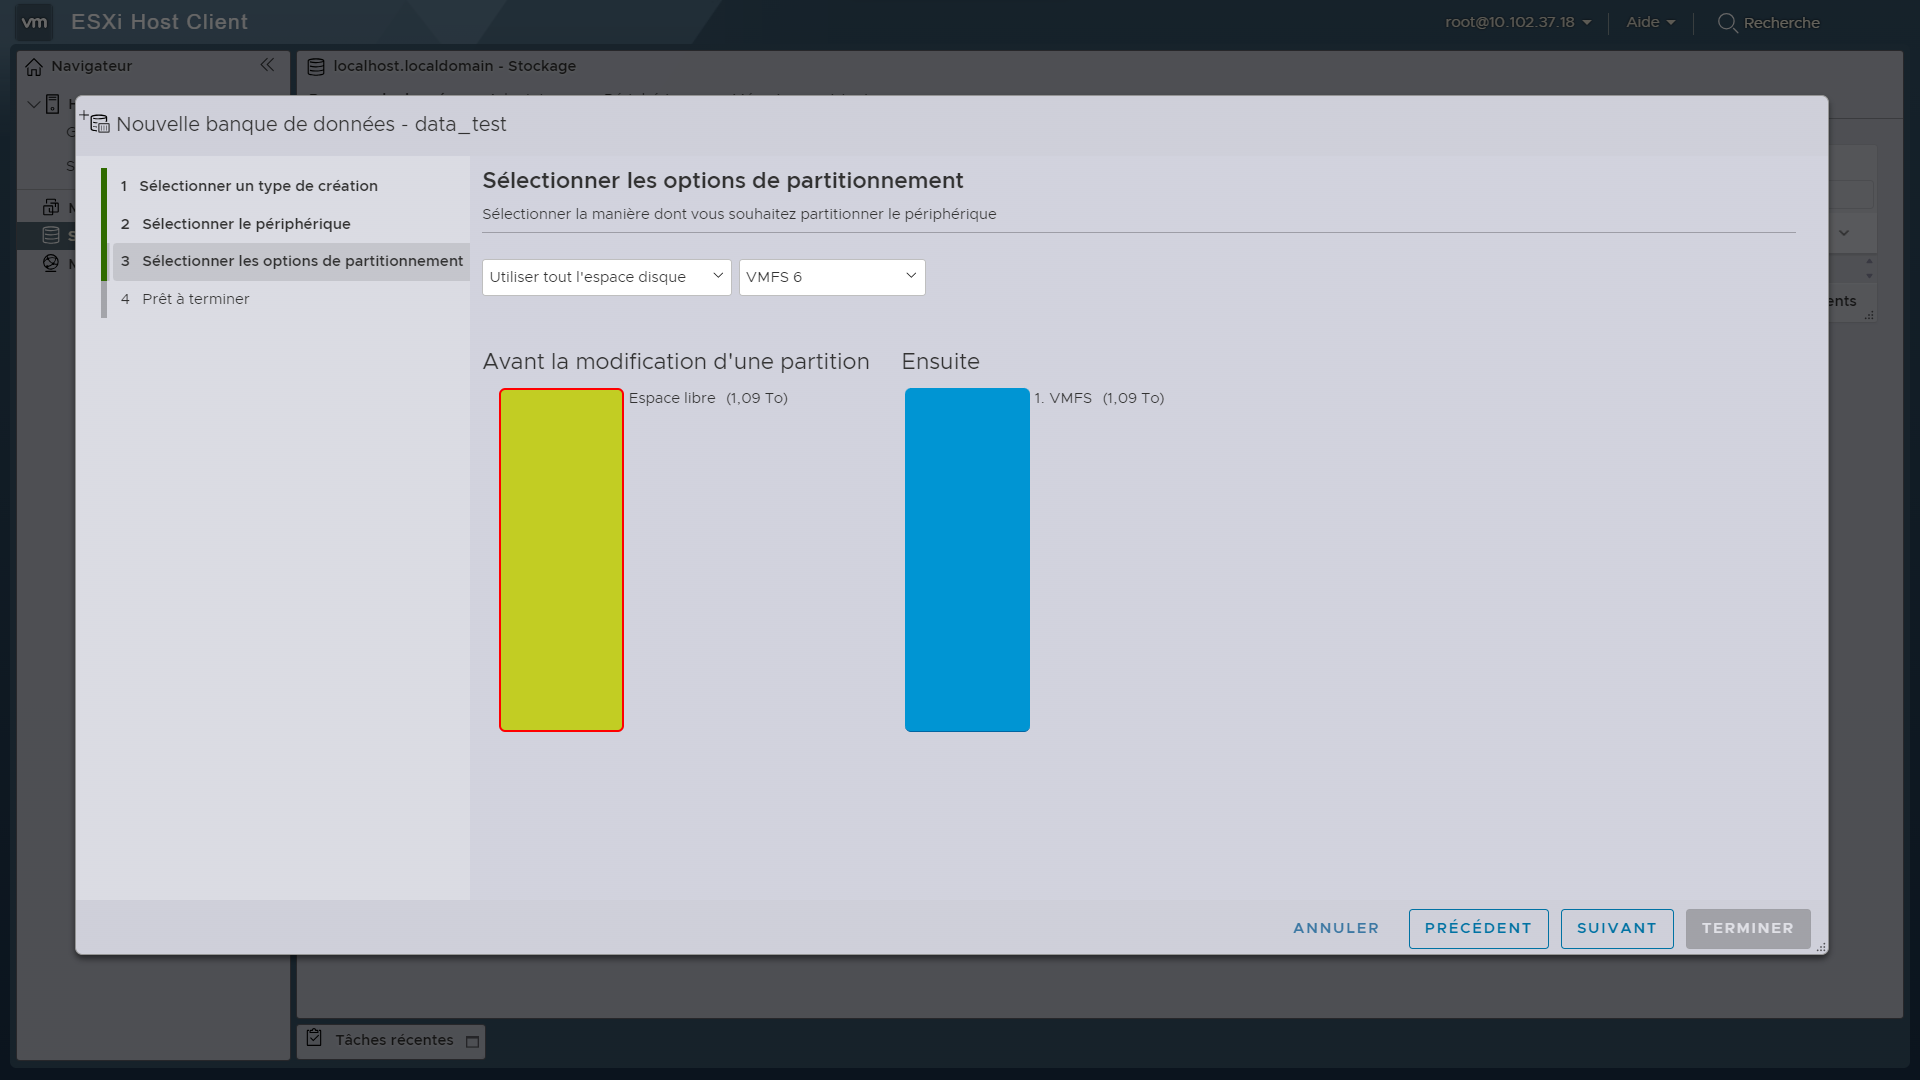 vm ESXi Host Client
root@10.102.37.18
Aide
Recherche
Navigateur
localhost.localdomain - Stockage
Nouvelle banque de données - data_test
1 Sélectionner un type de création
2 Sélectionner le périphérique
3 Sélectionner les options de partitionnement
4 Prêt à terminer
Sélectionner les options de partitionnement
Sélectionner la manière dont vous souhaitez partitionner le périphérique
Utiliser tout l'espace disque
VMFS 6
Avant la modification d'une partition
Espace libre (1,09 To)
Ensuite
1. VMFS (1,09 To)
ANNULER
PRÉCÉDENT
SUIVANT
TERMINER
Tâches récentes